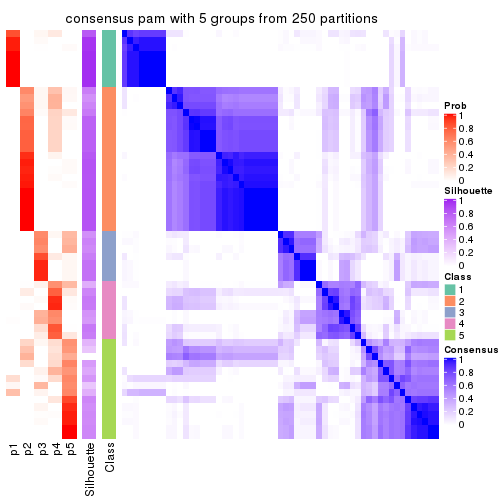 consensus pam with 5 groups from 250 partitions
Prob
1
0.8
0.6
0.4
0.2
0
Silhouette
1
0.8
0.6
0.4
0.2
0
Class
1
2
3
4
5
Consensus
1
0.8
0.6
0.4
0.2
0
p1
p2
p3
p4
p5
Silhouette
Class